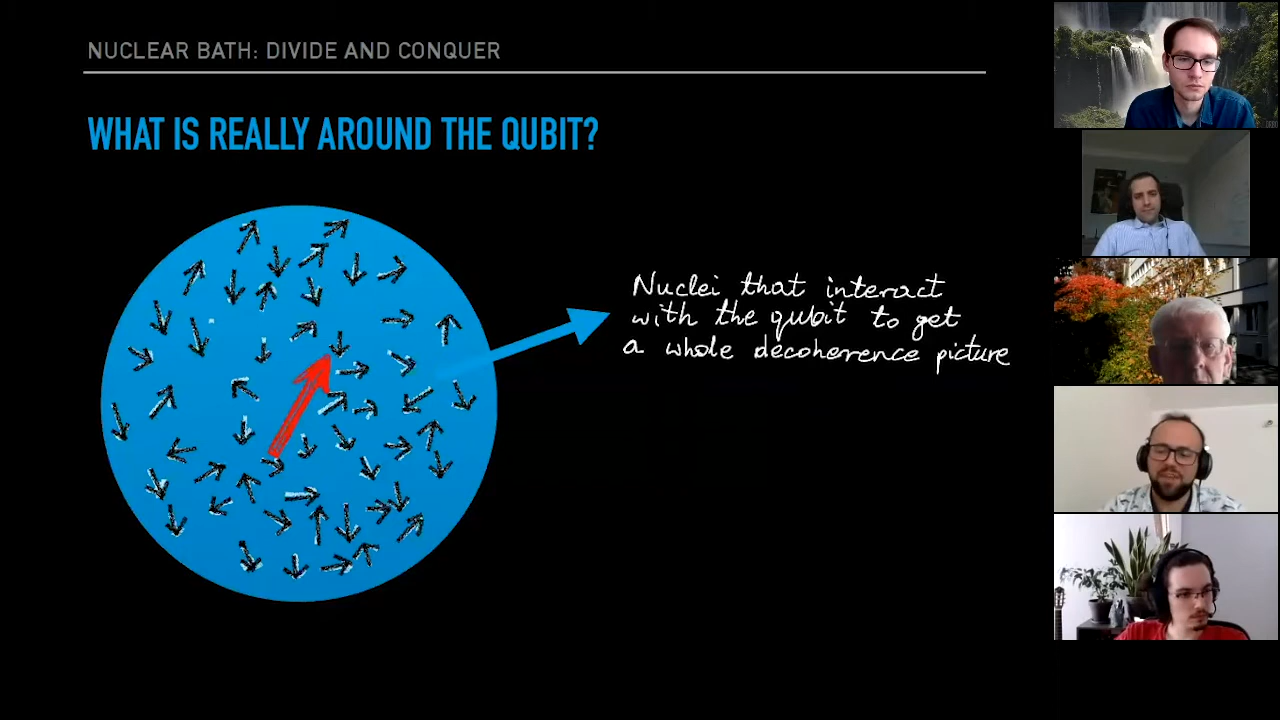 NUCLEAR BATH: DIVIDE AND CONQUER
WHAT IS REALLY AROUND THE QUBIT?
Nuclei that interact
with the qubit to get
a whole decoherence picture